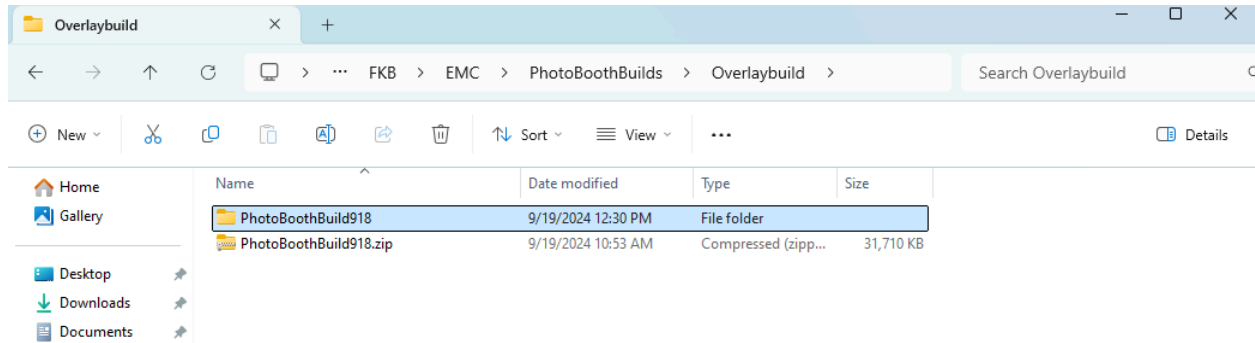 Overlaybuild
FKB > EMC > PhotoBoothBuilds > Overlaybuild >
Search Overlaybuild
New
Sort
View
Details
Home
Gallery
Desktop
Downloads
Documents
Name Date modified Type Size
PhotoBoothBuild918 9/19/2024 12:30 PM File folder
PhotoBoothBuild918.zip 9/19/2024 10:53 AM Compressed (zipp... 31,710 KB